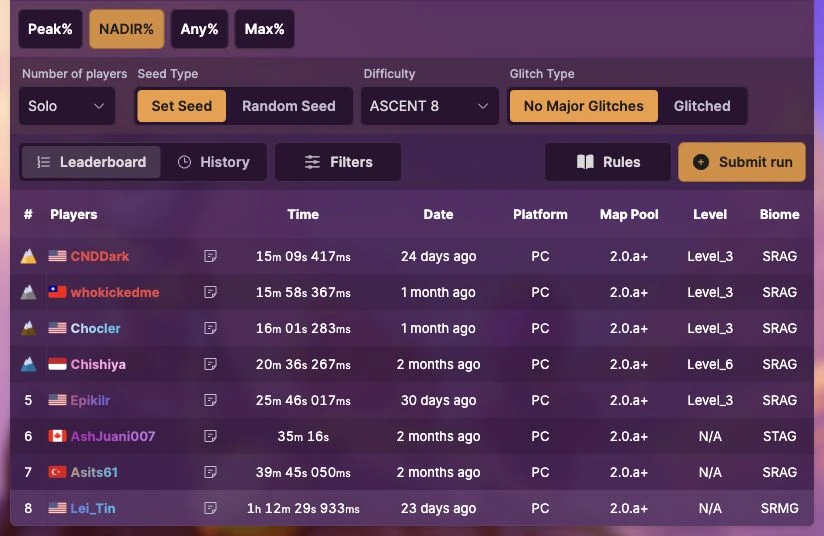 Peak% NADIR% Any% Max%
Number of players Seed Type Difficulty Glitch Type
Solo Set Seed Random Seed ASCENT 8 No Major Glitches Glitched
Leaderboard History Filters Rules Submit run
# Players Time Date Platform Map Pool Level Biome
CNDDark 15m 09s 417ms 24 days ago PC 2.0.a+ Level_3 SRAG
whokickedme 15m 58s 367ms 1 month ago PC 2.0.a+ Level_3 SRAG
Chocler 16m 01s 283ms 1 month ago PC 2.0.a+ Level_3 SRAG
Chishiya 20m 36s 267ms 2 months ago PC 2.0.a+ Level_6 SRAG
5 Epikilr 25m 46s 017ms 30 days ago PC 2.0.a+ Level_3 SRAG
6 AshJuani007 35m 16s 2 months ago PC 2.0.a+ N/A STAG
7 Asits61 39m 45s 050ms 2 months ago PC 2.0.a+ N/A SRAG
8 Lei_Tin 1h 12m 29s 933ms 23 days ago PC 2.0.a+ N/A SRMG